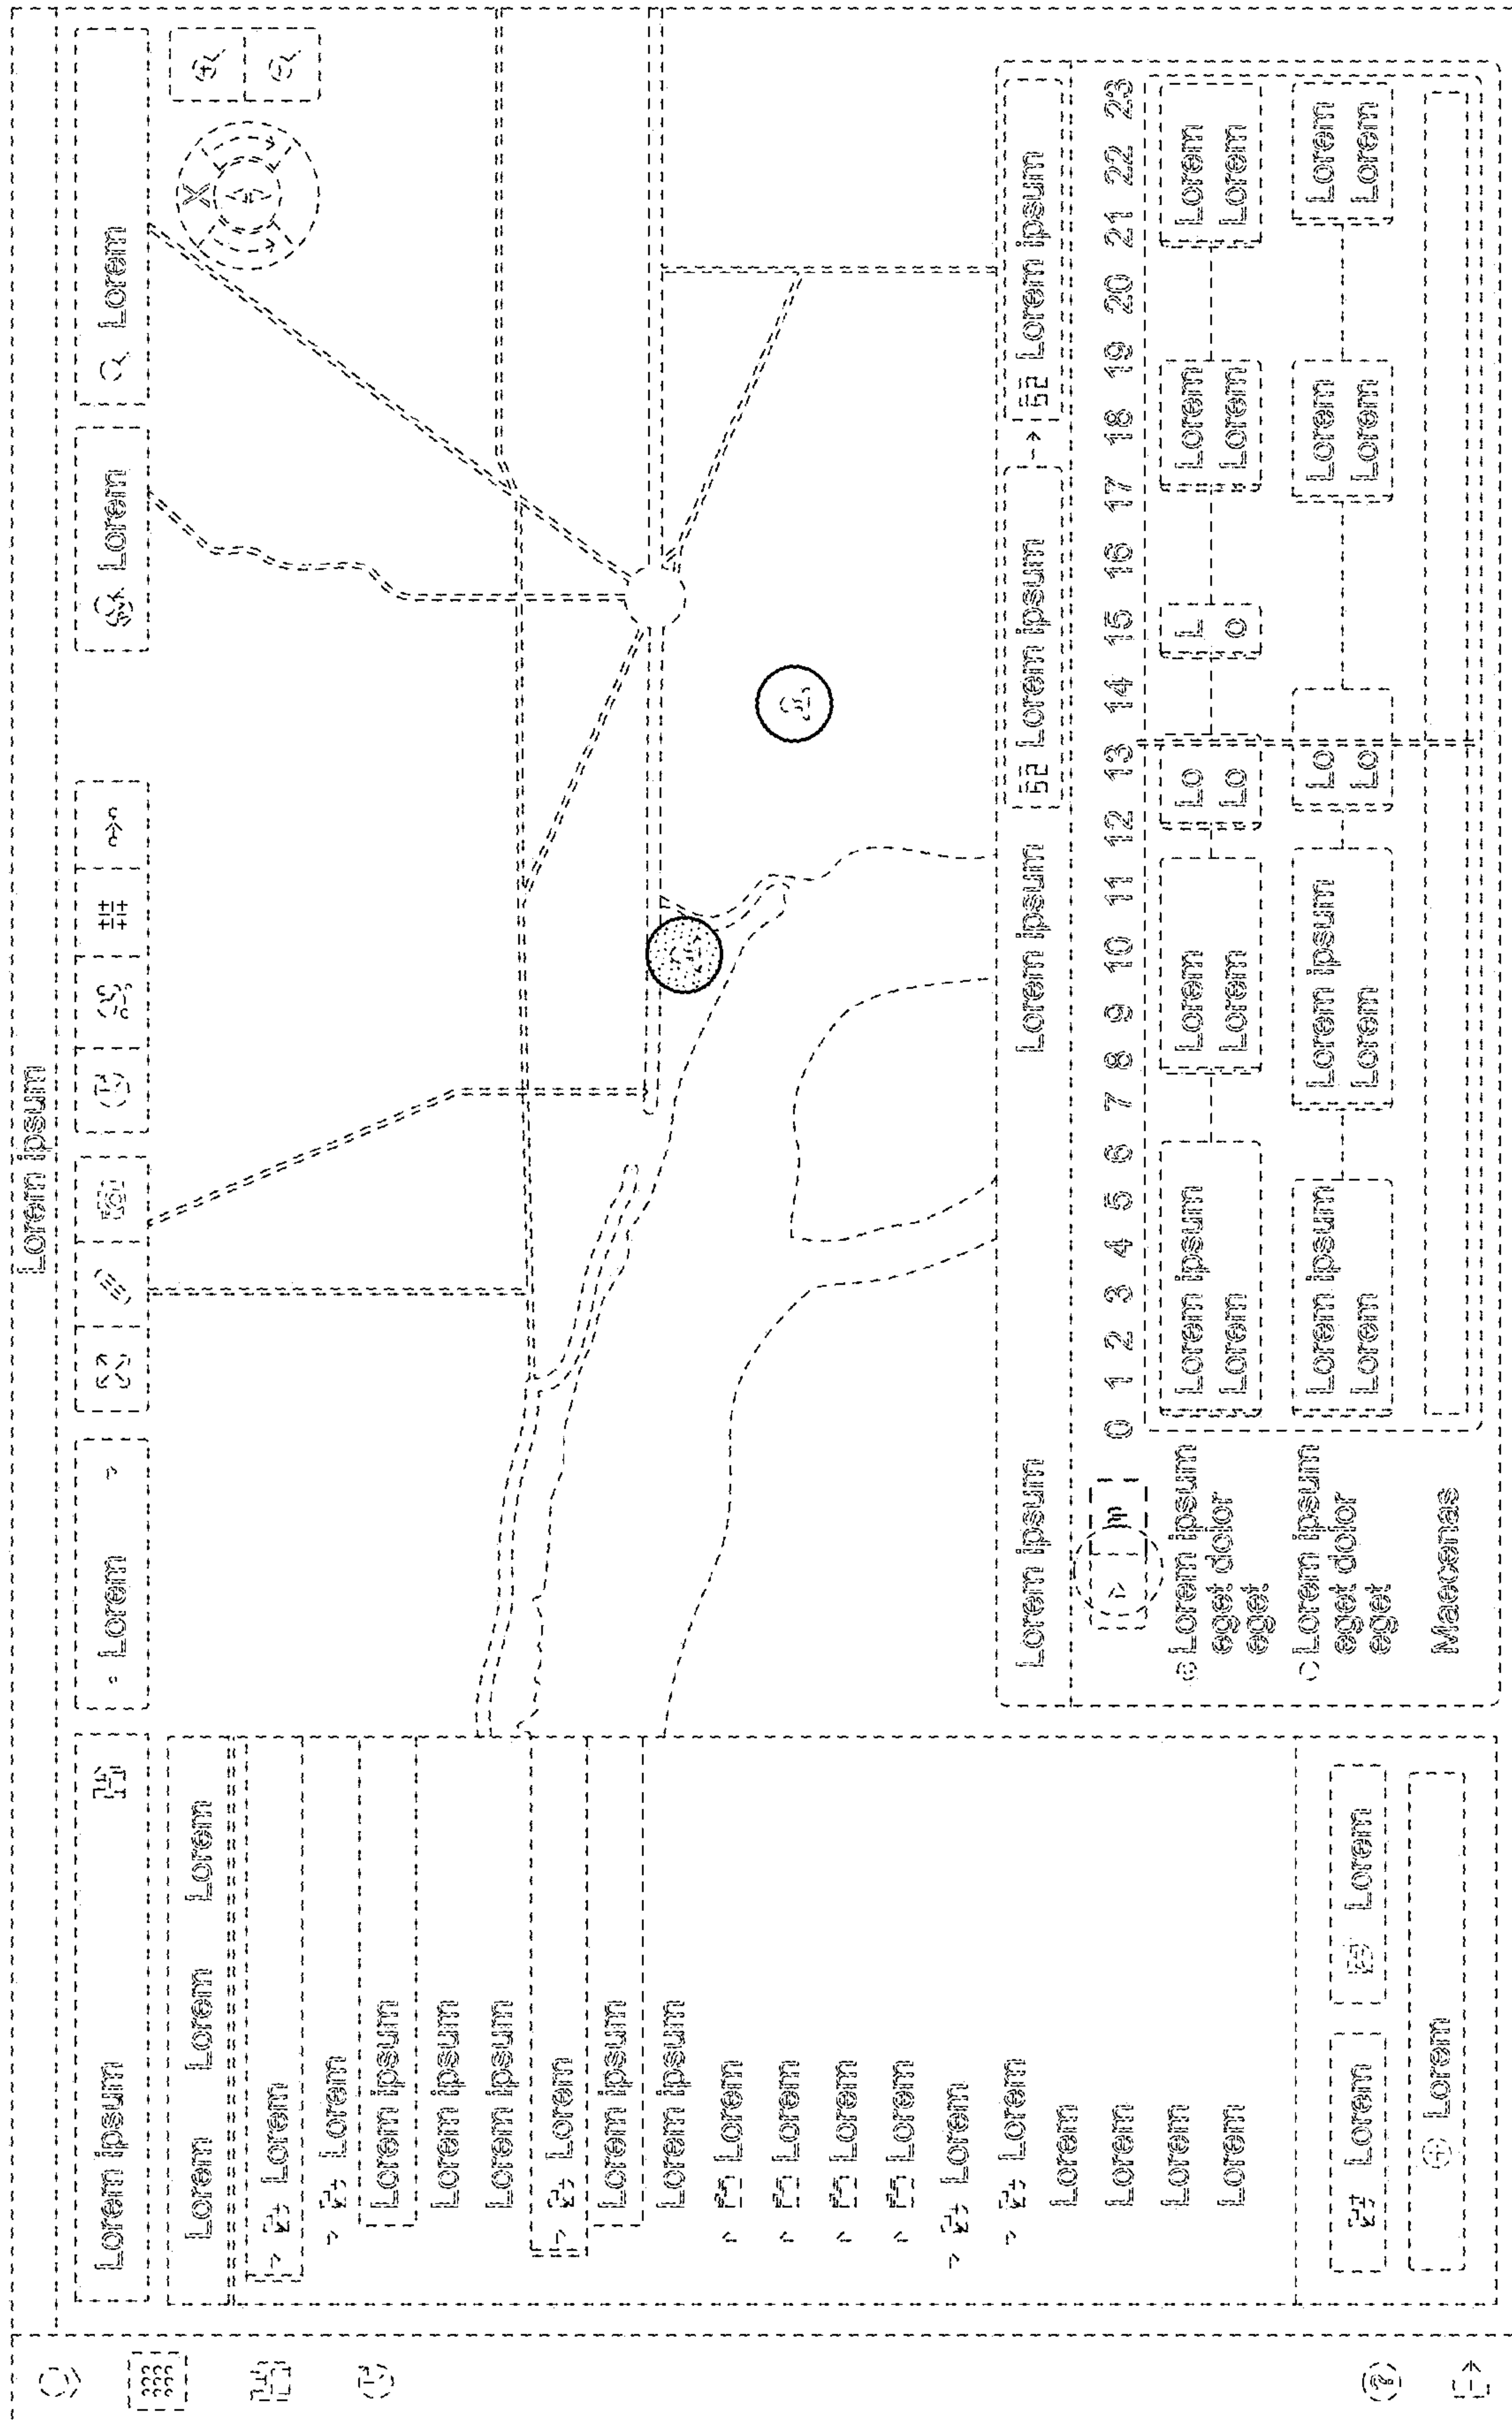 Lorem ipsum
Lorem ipsum
Lorem
Lorem
Lorem
Lorem Lorem Lorem
Lorem
Lorem
Lorem ipsum
Lorem ipsum
Lorem ipsum
Lorem
Lorem ipsum
Lorem ipsum
Lorem
Lorem
Lorem
Lorem
Lorem
Lorem
Lorem
Lorem
Lorem
Lorem
Lorem
Lorem
Lorem
X
Lorem ipsum
Lorem ipsum
Lorem ipsum
Lorem ipsum
0 1 2 3 4 5 6 7 8 9 10 11 12 13 14 15 16 17 18 19 20 21 22 23
Lorem ipsum
eget dolor
eget
Lorem ipsum Lorem Lo L Lorem Lorem
Lorem Lorem Lo o Lorem Lorem
Lorem ipsum
eget dolor
eget
Lorem ipsum Lorem ipsum Lo Lorem Lorem
Lorem Lorem Lo Lorem Lorem
Maecenas